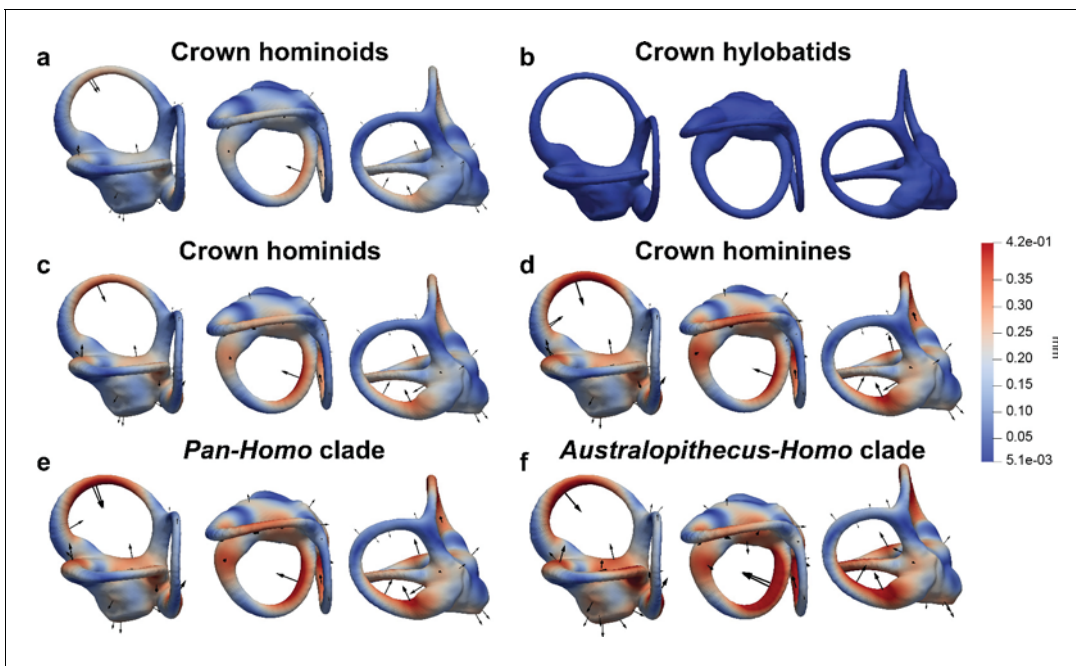 a Crown hominoids
b Crown hylobatids
c Crown hominids
d Crown hominines
4.2e-01
0.35
0.30
0.25
0.20
0.15
0.10
0.05
5.1e-03
mm
e Pan-Homo clade
f Australopithecus-Homo clade